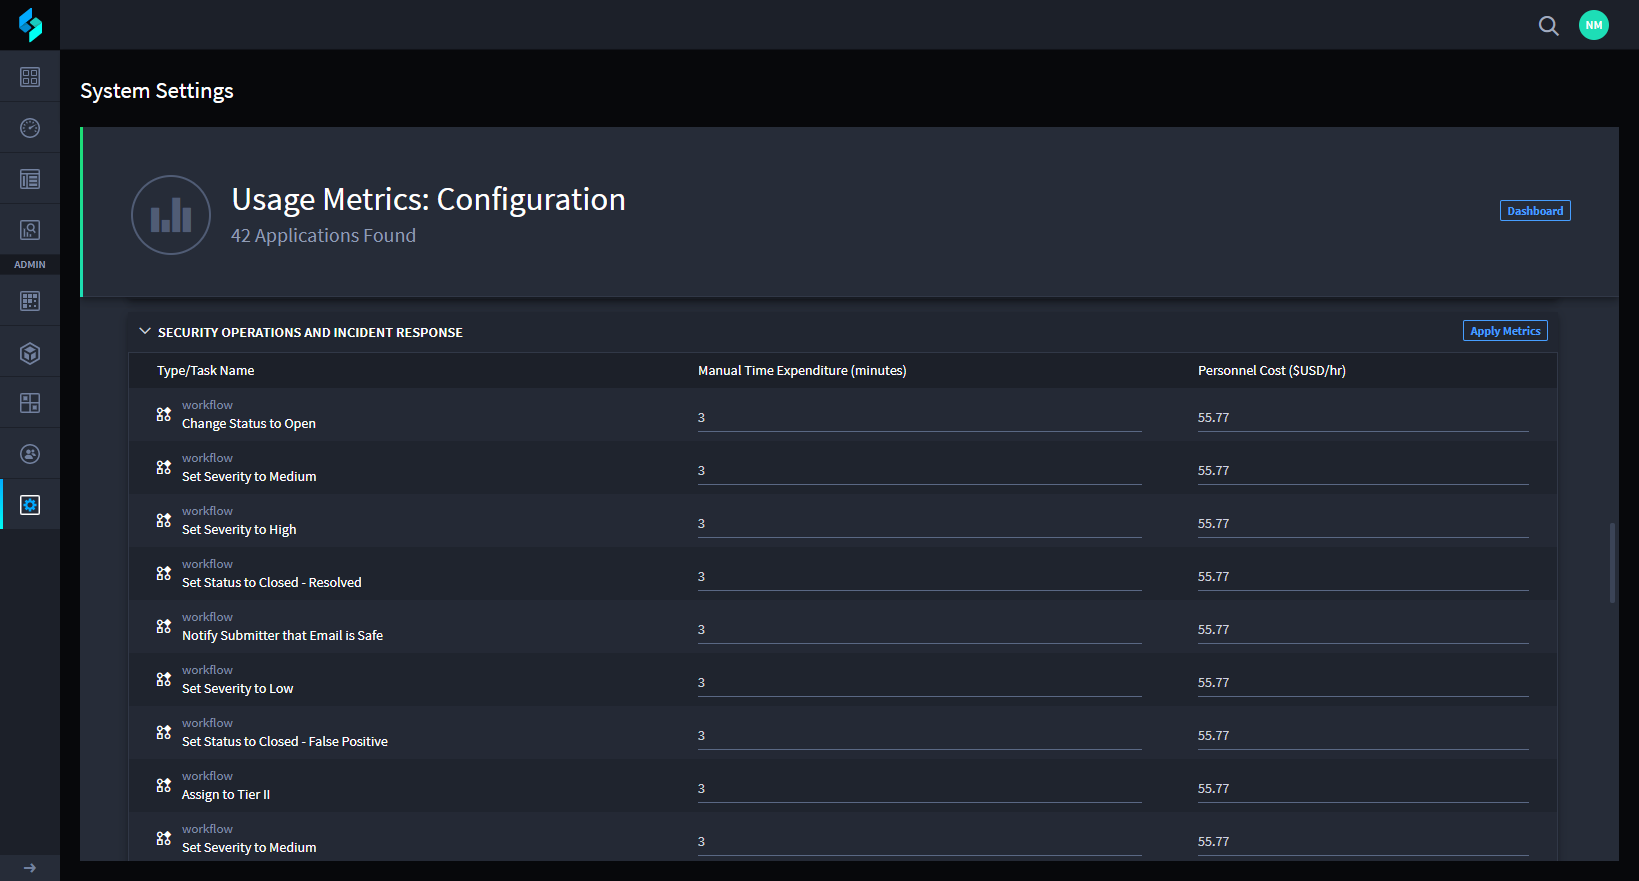 NM
System Settings
Usage Metrics: Configuration
42 Applications Found
Dashboard
ADMIN
SECURITY OPERATIONS AND INCIDENT RESPONSE
Apply Metrics
Type/Task Name Manual Time Expenditure (minutes) Personnel Cost ($USD/hr)
workflow
Change Status to Open
3 55.77
workflow
Set Severity to Medium
3 55.77
workflow
Set Severity to High
3 55.77
workflow
Set Status to Closed - Resolved
3 55.77
workflow
Notify Submitter that Email is Safe
3 55.77
workflow
Set Severity to Low
3 55.77
workflow
Set Status to Closed - False Positive
3 55.77
workflow
Assign to Tier II
3 55.77
workflow
Set Severity to Medium
3 55.77